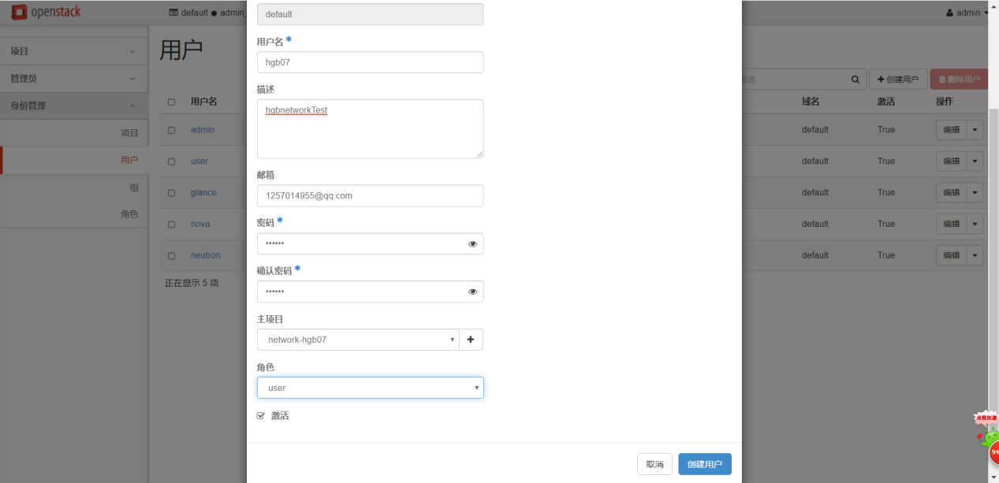 openstack
default ● admin_
admin
项目
管理员
身份管理
项目
用户
组
角色
用户
创建用户
删除用户
用户名
域名
激活
操作
admin
default
True
编辑
user
default
True
编辑
glance
default
True
编辑
nova
default
True
编辑
neutron
default
True
编辑
正在显示 5 项
default
用户名 *
hgb07
描述
hgbnetworkTest
邮箱
1257014955@qq.com
密码 *
••••••
确认密码 *
••••••
主项目
network-hgb07
角色
user
激活
取消
创建用户
点我加速
94